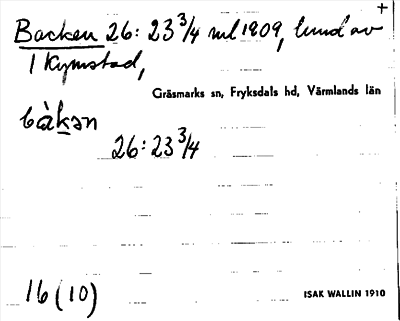 +
Backen 26: 23 3/4 ml 1909, lund av
1 Kymstad,
Gräsmarks sn, Fryksdals hd, Värmlands län
bàkən
26: 23 3/4
16 (10)
ISAK WALLIN 1910